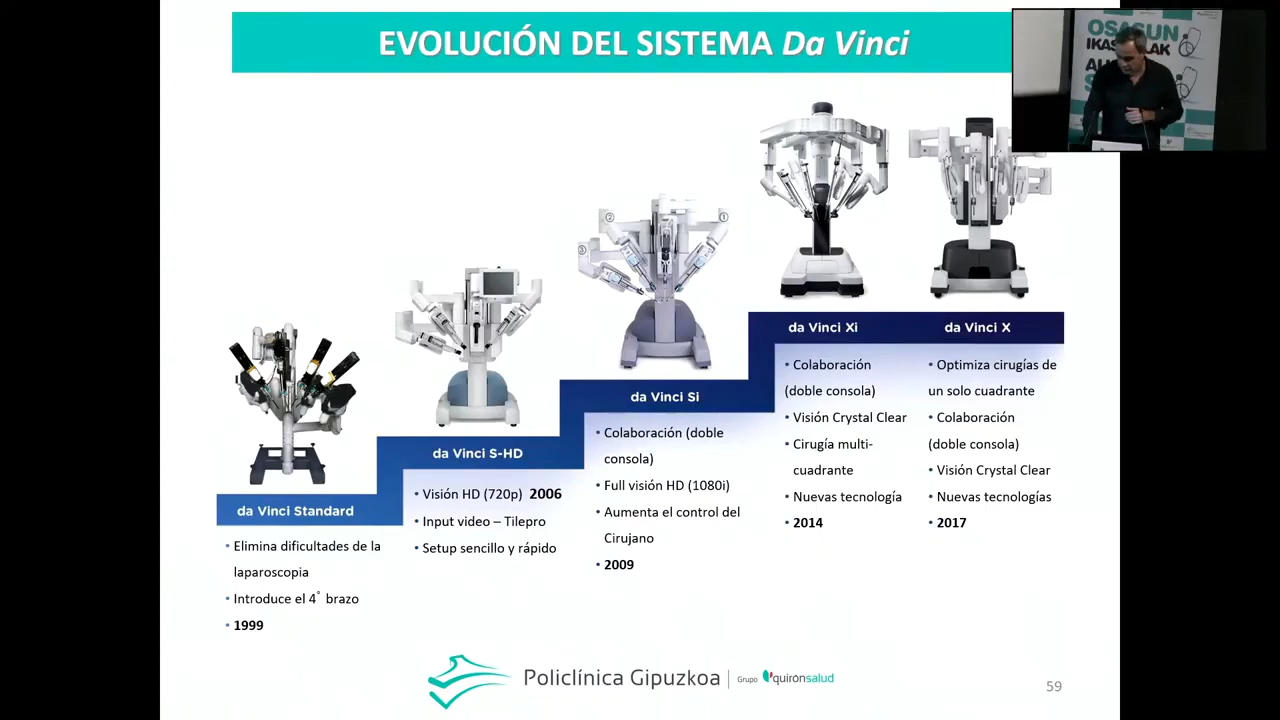 EVOLUCIÓN DEL SISTEMA Da Vinci
OSASUN
da Vinci Standard
• Elimina dificultades de la
laparoscopia
• Introduce el 4° brazo
• 1999
da Vinci S-HD
• Visión HD (720p) 2006
• Input video – Tilepro
• Setup sencillo y rápido
②
①
③
da Vinci Si
• Colaboración (doble
consola)
• Full visión HD (1080i)
• Aumenta el control del
Cirujano
• 2009
da Vinci Xi
• Colaboración
(doble consola)
• Visión Crystal Clear
• Cirugía multi-
cuadrante
• Nuevas tecnología
• 2014
da Vinci X
• Optimiza cirugías de
un solo cuadrante
• Colaboración
(doble consola)
• Visión Crystal Clear
• Nuevas tecnologías
• 2017
Policlínica Gipuzkoa | Grupo quirónsalud
59